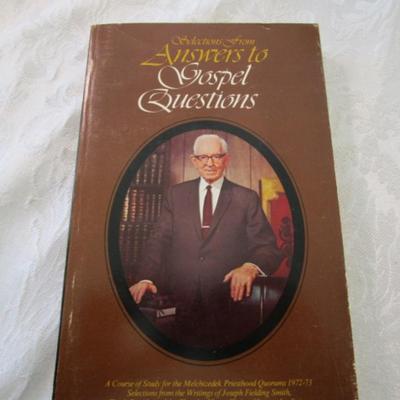 Selections From
Answers to
Gospel
Questions
A Course of Study for the Melchizedek Priesthood Quorums 1972-73
Selections from the Writings of Joseph Fielding Smith,